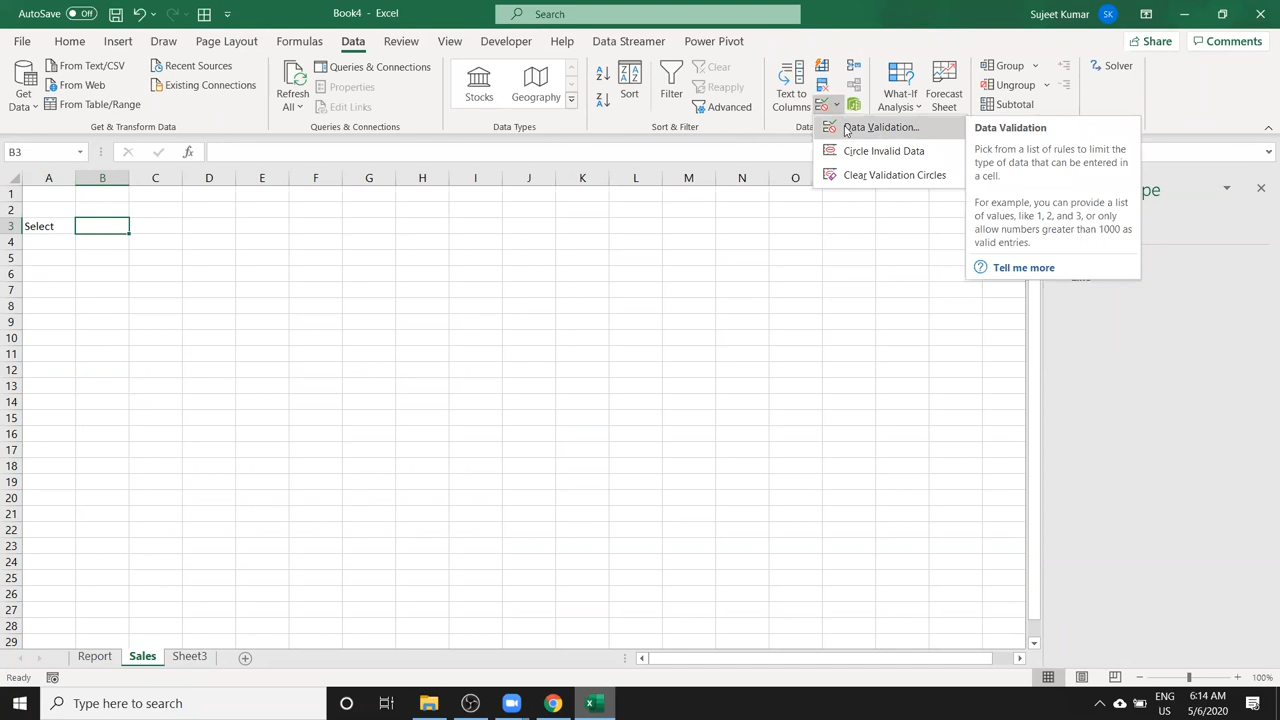 AutoSave Off Book4 - Excel Search Sujeet Kumar SK
File Home Insert Draw Page Layout Formulas Data Review View Developer Help Data Streamer Power Pivot Share Comments
Get Data
From Text/CSV
From Web
From Table/Range
Recent Sources
Existing Connections
Get & Transform Data
Refresh All
Queries & Connections
Properties
Edit Links
Queries & Connections
Stocks Geography
Data Types
Sort
Filter
Clear
Reapply
Advanced
Sort & Filter
Text to Columns
What-If Analysis
Forecast Sheet
Group
Ungroup
Subtotal
Solver
Data Validation...
Circle Invalid Data
Clear Validation Circles
Data Validation
Pick from a list of rules to limit the
type of data that can be entered in
a cell.
For example, you can provide a list
of values, like 1, 2, and 3, or only
allow numbers greater than 1000 as
valid entries.
Tell me more
B3 fx
A B C D E F G H I J K L M N O
1
2
3 Select
4
5
6
7
8
9
10
11
12
13
14
15
16
17
18
19
20
21
22
23
24
25
26
27
28
29
Report Sales Sheet3
Ready 100%
Type here to search
ENG
US
6:14 AM
5/6/2020